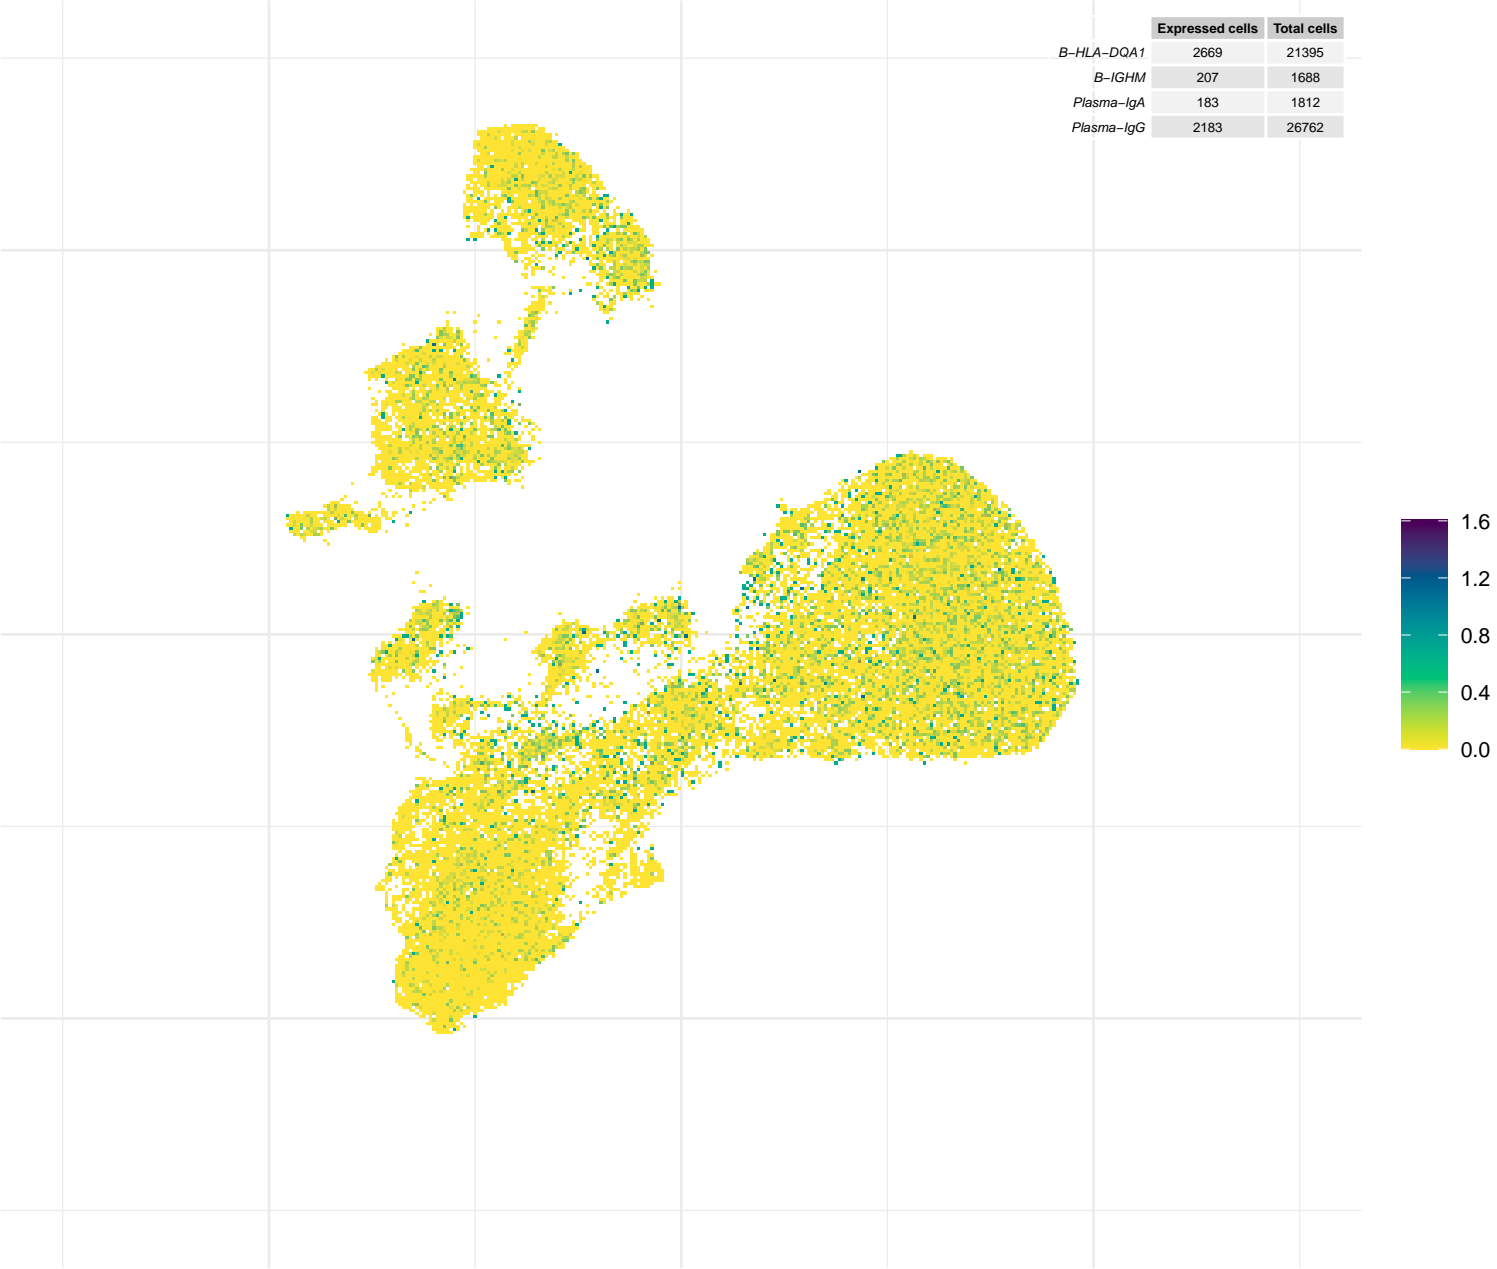 Expressed cells Total cells
B−HLA−DQA1 2669 21395
B−IGHM 207 1688
Plasma−IgA 183 1812
Plasma−IgG 2183 26762
1.6
1.2
0.8
0.4
0.0